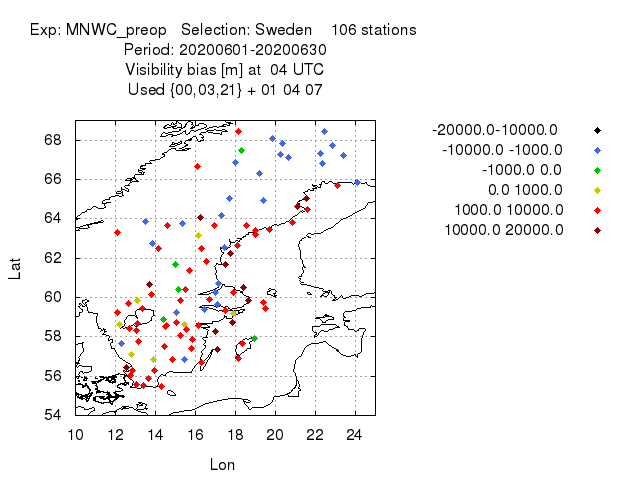 Exp: MNWC_preop   Selection: Sweden    106 stations
Period: 20200601-20200630
Visibility bias [m] at  04 UTC
Used {00,03,21} + 01 04 07
-20000.0-10000.0
-10000.0 -1000.0
-1000.0 0.0
0.0 1000.0
1000.0 10000.0
10000.0 20000.0
Lat
68
66
64
62
60
58
56
54
10 12 14 16 18 20 22 24
Lon